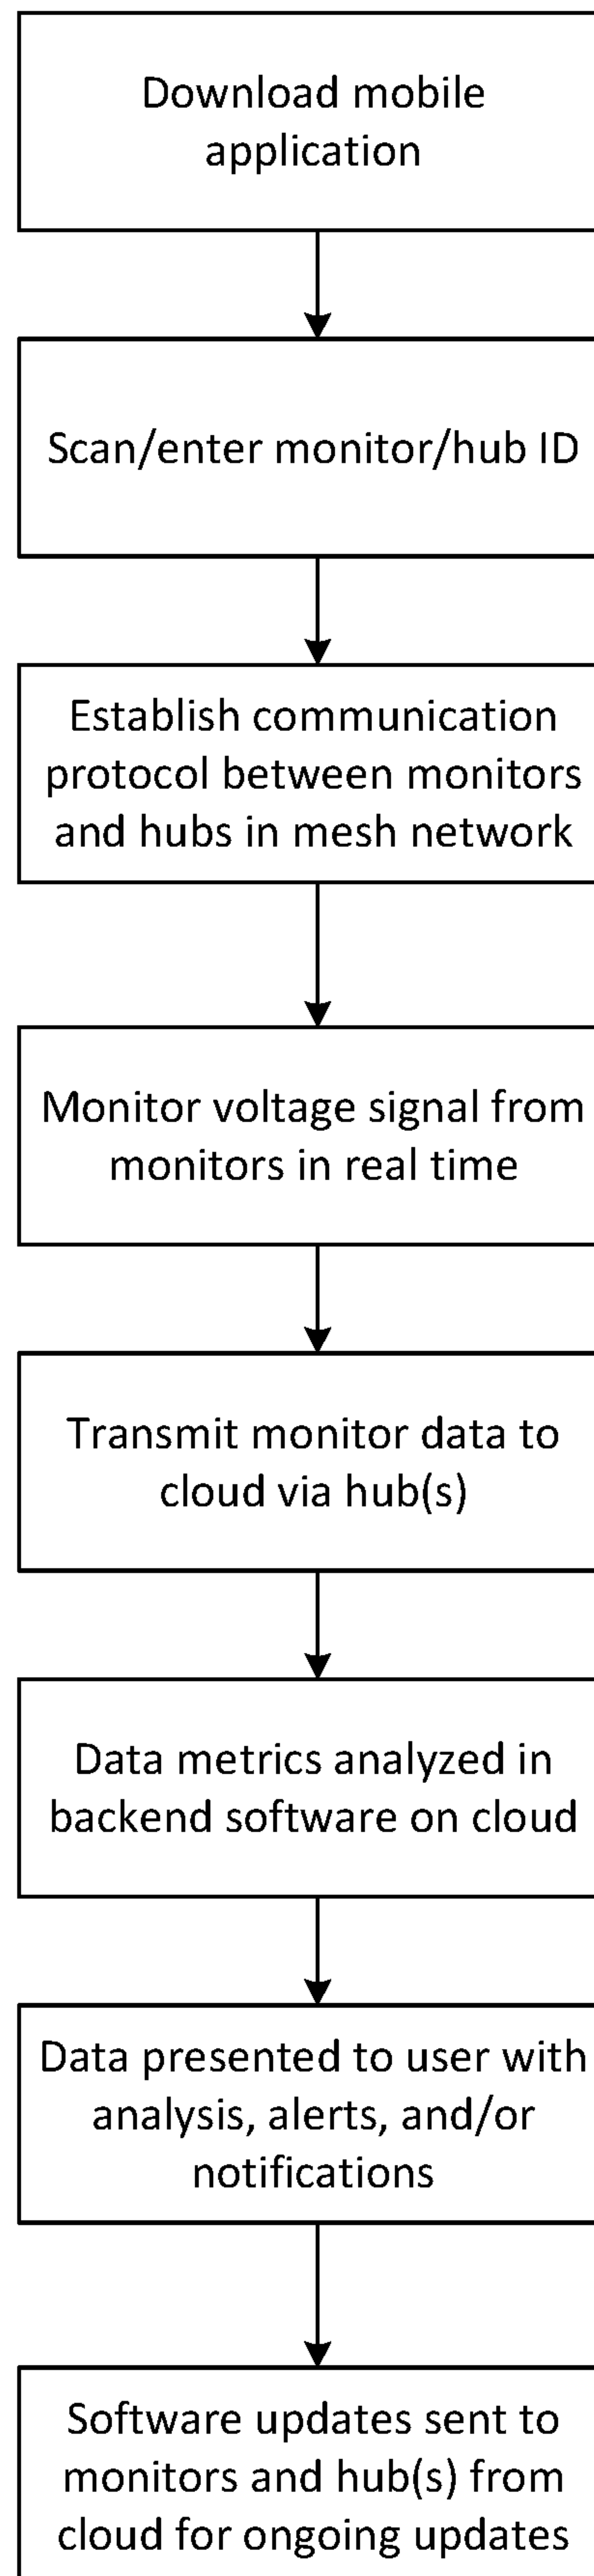 Download mobile
application
Scan/enter monitor/hub ID
Establish communication
protocol between monitors
and hubs in mesh network
Monitor voltage signal from
monitors in real time
Transmit monitor data to
cloud via hub(s)
Data metrics analyzed in
backend software on cloud
Data presented to user with
analysis, alerts, and/or
notifications
Software updates sent to
monitors and hub(s) from
cloud for ongoing updates